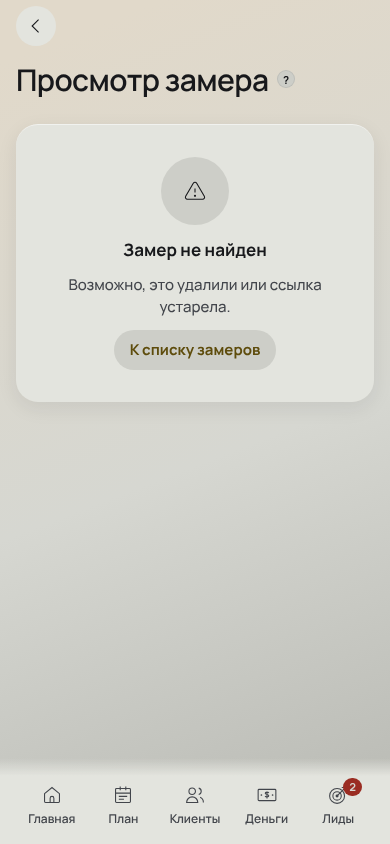 Просмотр замера ?
Замер не найден
Возможно, это удалили или ссылка
устарела.
К списку замеров
2
Главная План Клиенты Деньги Лиды